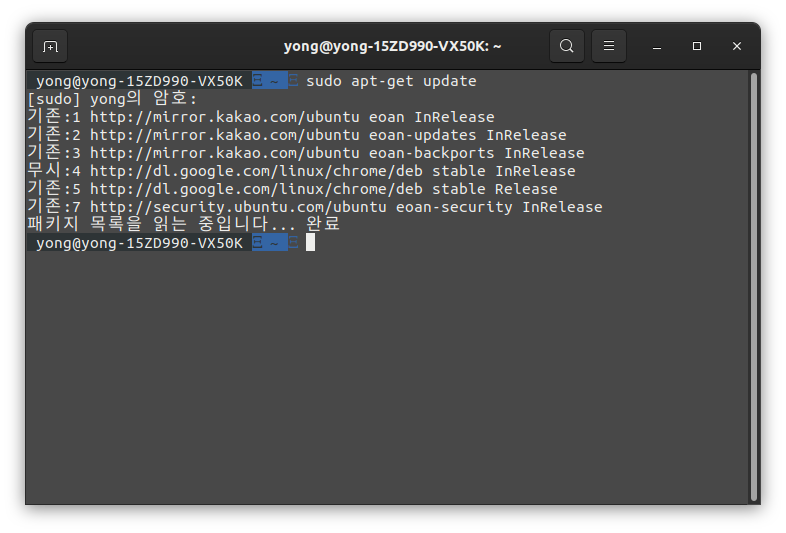 yong@yong-15ZD990-VX50K: ~
yong@yong-15ZD990-VX50K ~ sudo apt-get update
[sudo] yong의 암호:
기존:1 http://mirror.kakao.com/ubuntu eoan InRelease
기존:2 http://mirror.kakao.com/ubuntu eoan-updates InRelease
기존:3 http://mirror.kakao.com/ubuntu eoan-backports InRelease
무시:4 http://dl.google.com/linux/chrome/deb stable InRelease
기존:5 http://dl.google.com/linux/chrome/deb stable Release
기존:7 http://security.ubuntu.com/ubuntu eoan-security InRelease
패키지 목록을 읽는 중입니다... 완료
yong@yong-15ZD990-VX50K ~